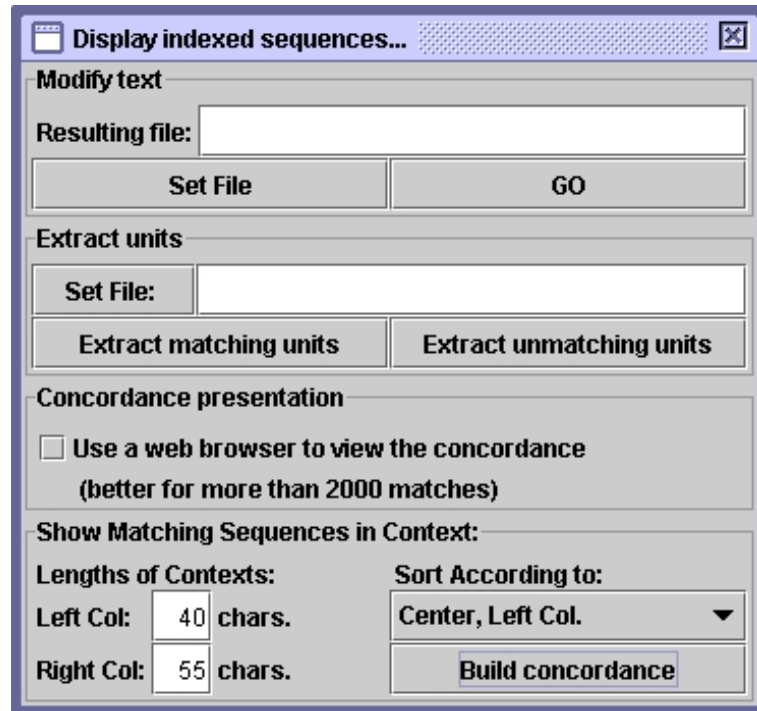 Display indexed sequences...
Modify text
Resulting file:
Set File GO
Extract units
Set File:
Extract matching units Extract unmatching units
Concordance presentation
Use a web browser to view the concordance
(better for more than 2000 matches)
Show Matching Sequences in Context:
Lengths of Contexts: Sort According to:
Left Col: 40 chars. Center, Left Col.
Right Col: 55 chars. Build concordance